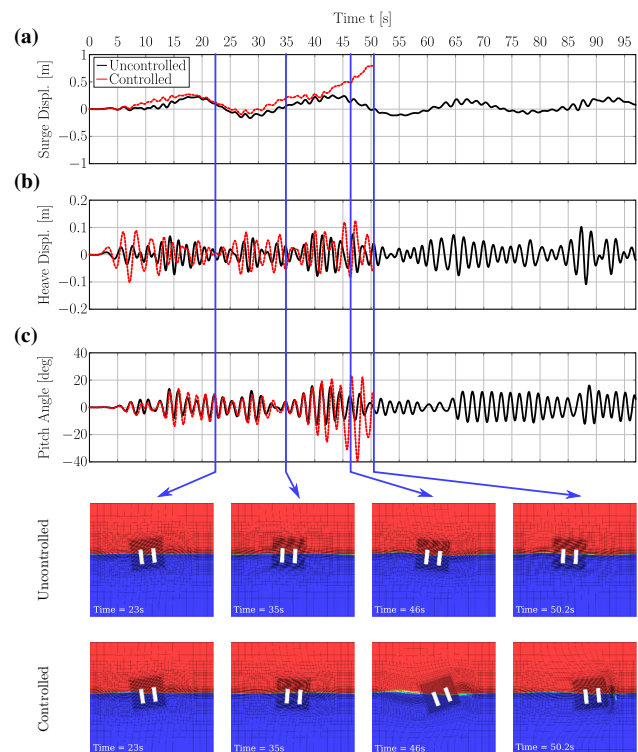 Time t [s]
(a)
0 5 10 15 20 25 30 35 40 45 50 55 60 65 70 75 80 85 90 95
Surge Displ. [m]
1
0.5
0
−0.5
−1
Uncontrolled
Controlled
(b)
Heave Displ. [m]
0.2
0.1
0
−0.1
−0.2
(c)
Pitch Angle [deg]
40
20
0
−20
−40
Uncontrolled
Time = 23s
Time = 35s
Time = 46s
Time = 50.2s
Controlled
Time = 23s
Time = 35s
Time = 46s
Time = 50.2s